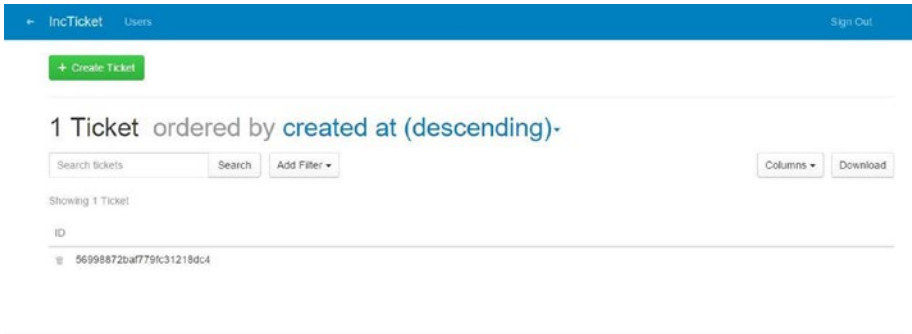 ← IncTicket Users Sign Out
+ Create Ticket
1 Ticket ordered by created at (descending)
Search tickets Search Add Filter Columns Download
Showing 1 Ticket
ID
56998872baf779fc31218dc4